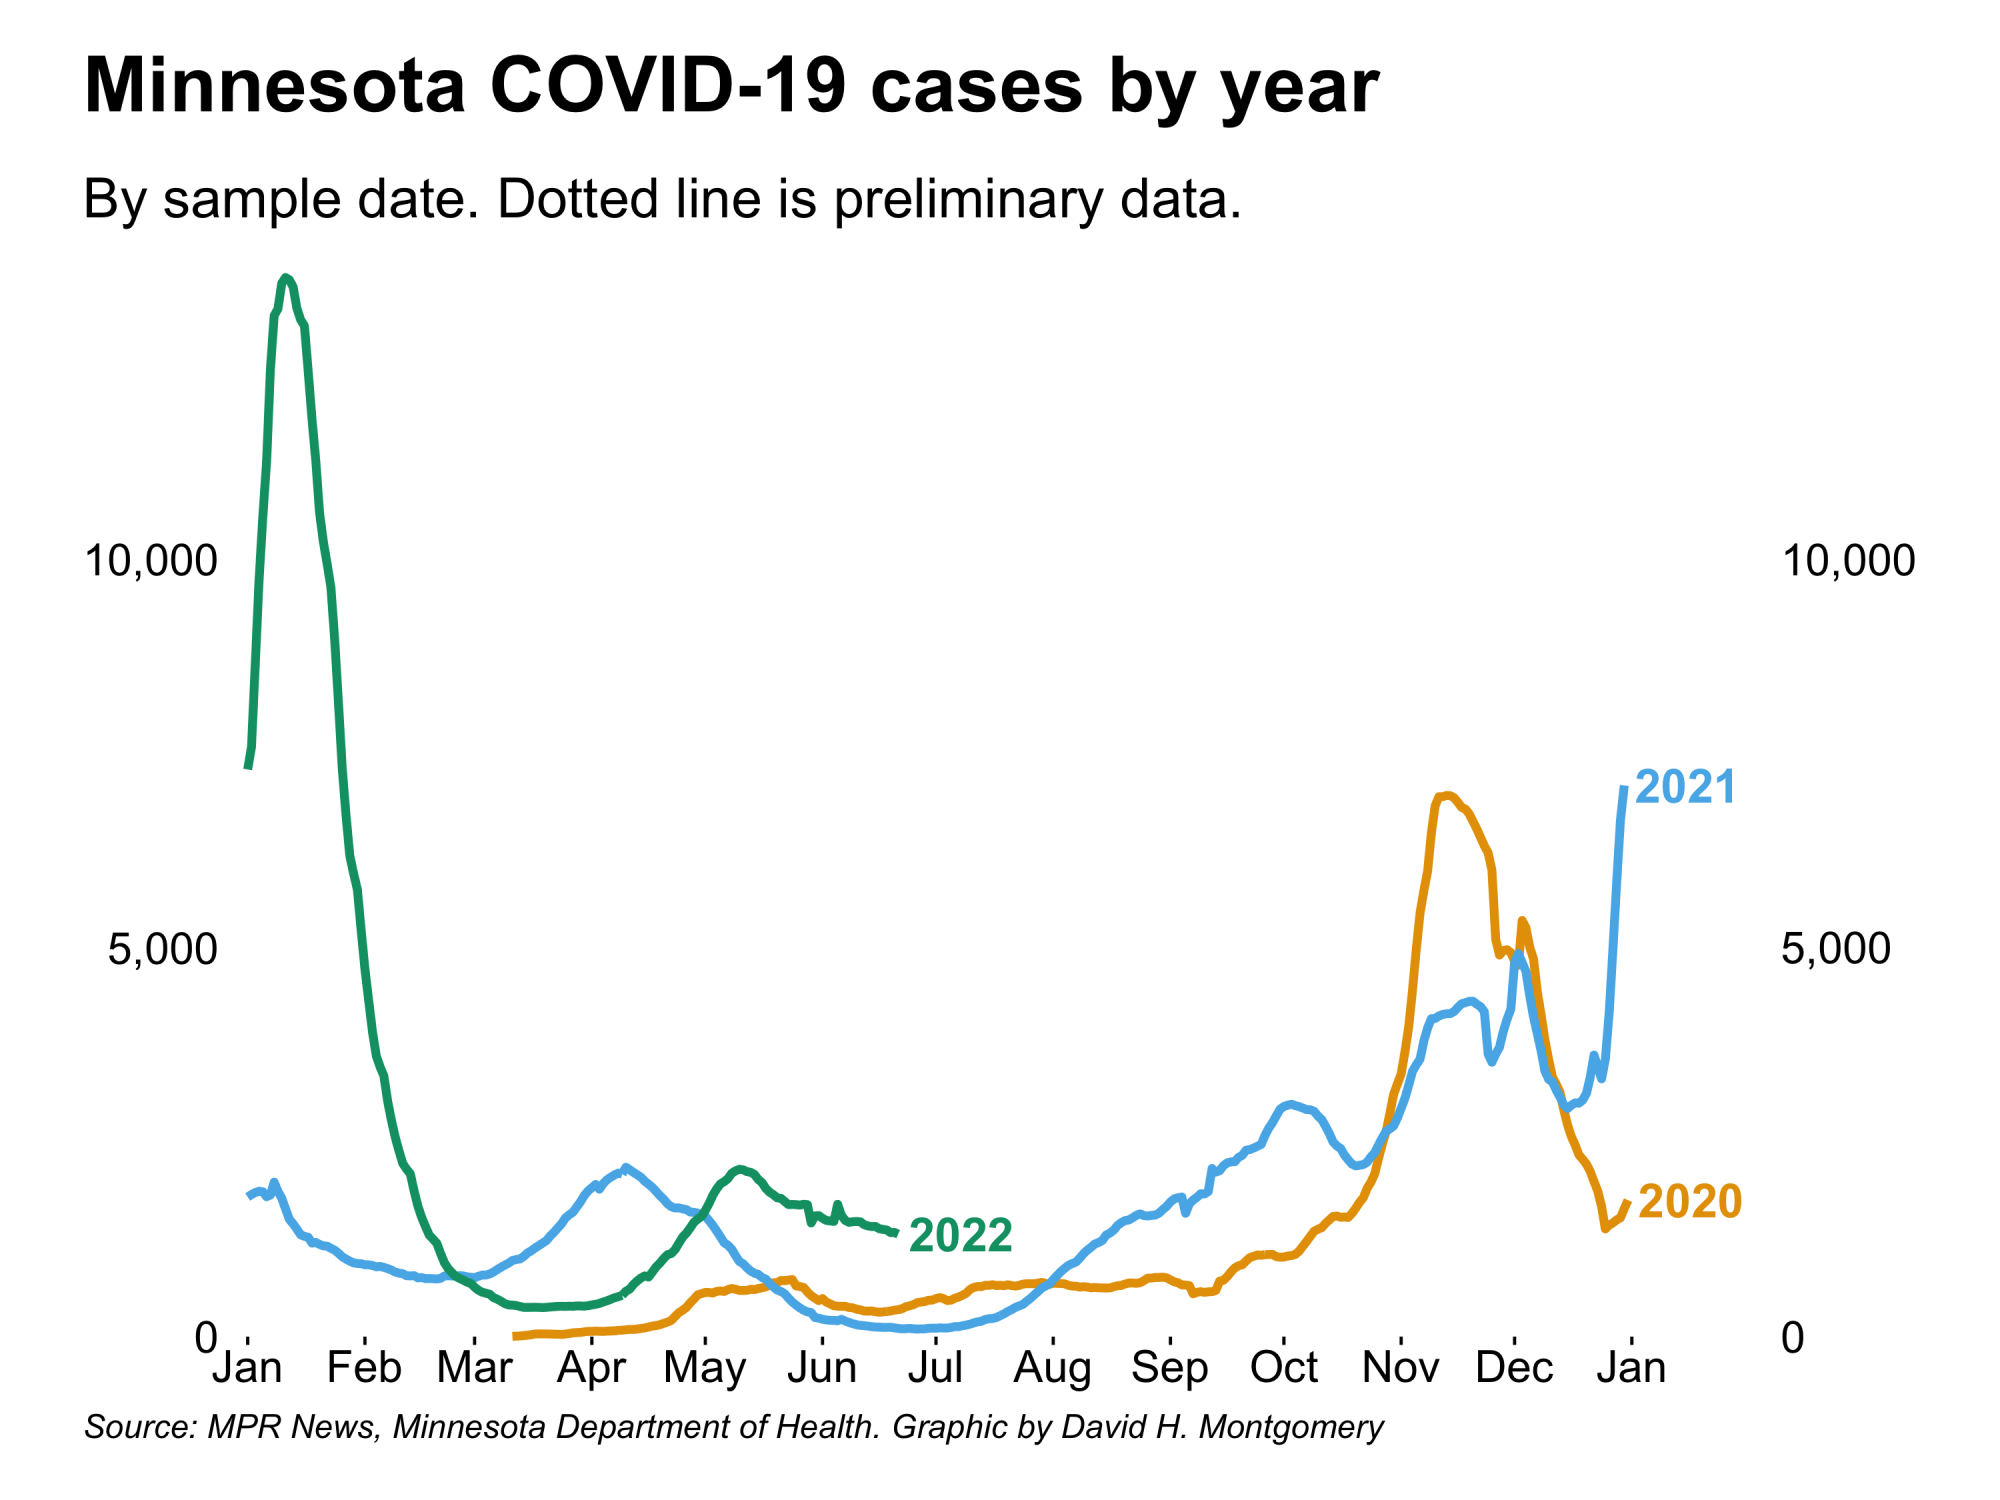 Minnesota COVID-19 cases by year
By sample date. Dotted line is preliminary data.
10,000 10,000
2021
5,000 5,000
2020
2022
0 0
Jan Feb Mar Apr May Jun Jul Aug Sep Oct Nov Dec Jan
Source: MPR News, Minnesota Department of Health. Graphic by David H. Montgomery